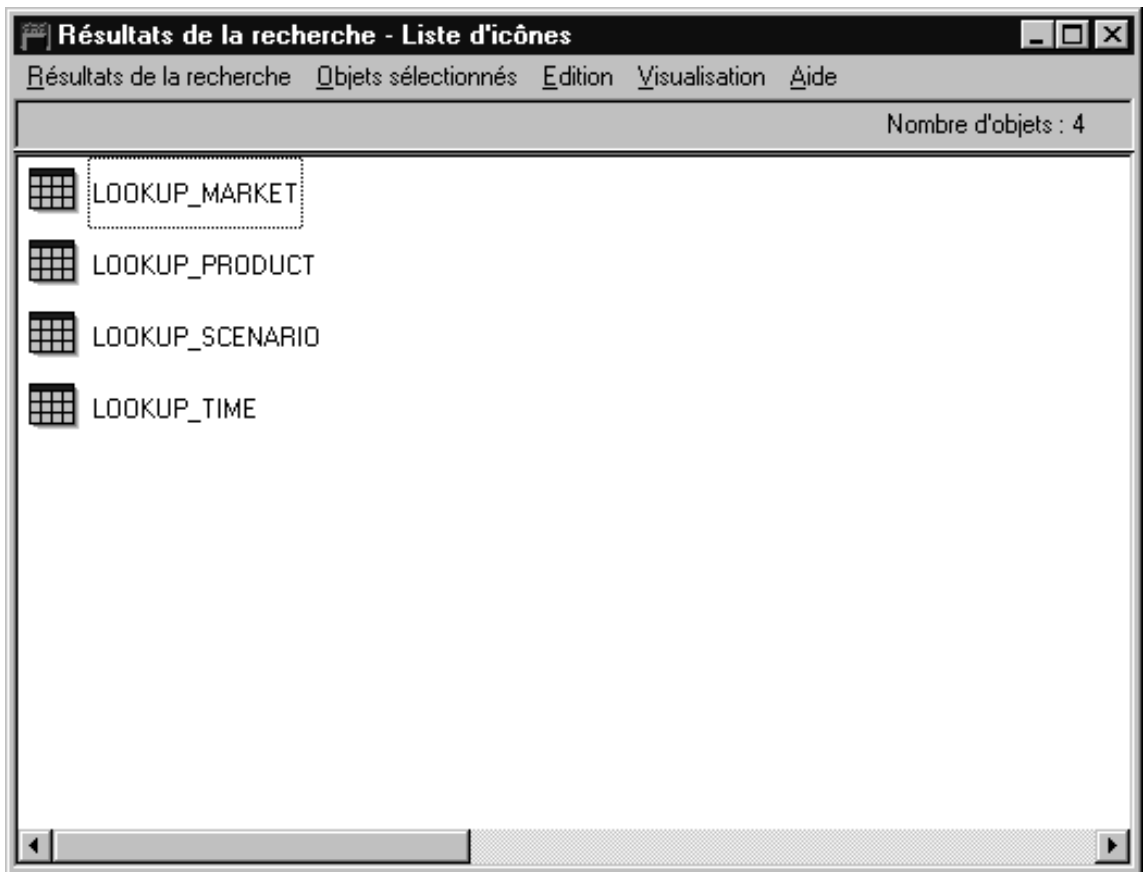 Résultats de la recherche - Liste d'icônes
Résultats de la recherche Objets sélectionnés Edition Visualisation Aide
Nombre d'objets : 4
LOOKUP_MARKET
LOOKUP_PRODUCT
LOOKUP_SCENARIO
LOOKUP_TIME